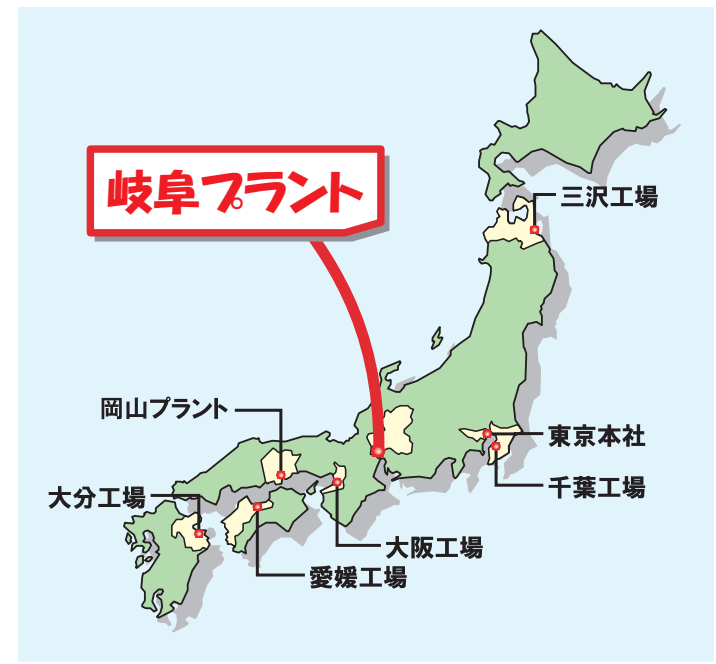 岐阜プラント
三沢工場
岡山プラント
東京本社
千葉工場
大分工場
大阪工場
愛媛工場